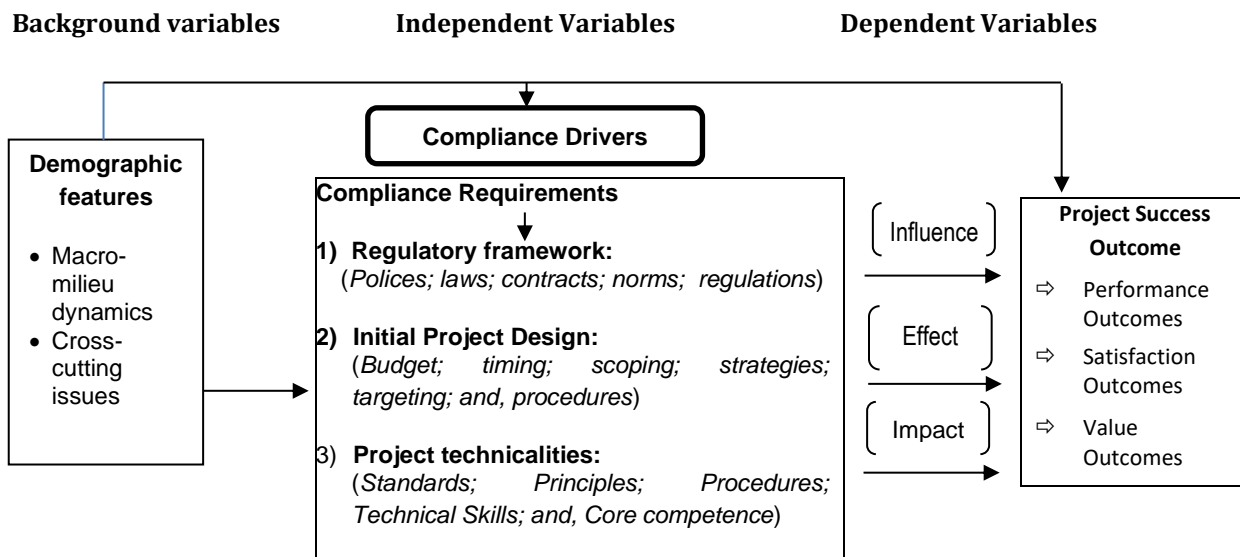 Background variables
Independent Variables
Dependent Variables
Demographic
features
• Macro-
milieu
dynamics
• Cross-
cutting
issues
Compliance Drivers
Compliance Requirements
1) Regulatory framework:
(Polices; laws; contracts; norms; regulations)
2) Initial Project Design:
(Budget; timing; scoping; strategies;
targeting; and, procedures)
3) Project technicalities:
(Standards; Principles; Procedures;
Technical Skills; and, Core competence)
Influence
Effect
Impact
Project Success
Outcome
⇨ Performance
Outcomes
⇨ Satisfaction
Outcomes
⇨ Value
Outcomes